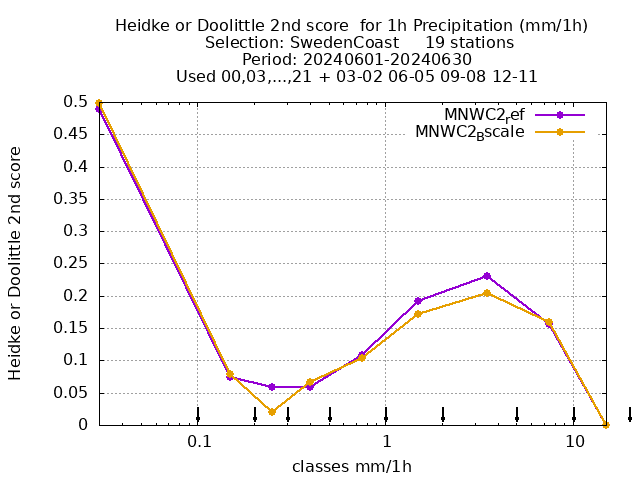 Heidke or Doolittle 2nd score  for 1h Precipitation (mm/1h)
Selection: SwedenCoast     19 stations
Period: 20240601-20240630
Used 00,03,...,21 + 03-02 06-05 09-08 12-11
MNWC2ref
MNWC2Bscale
0.5
0.45
0.4
0.35
0.3
0.25
0.2
0.15
0.1
0.05
0
Heidke or Doolittle 2nd score
0.1 1 10
classes mm/1h